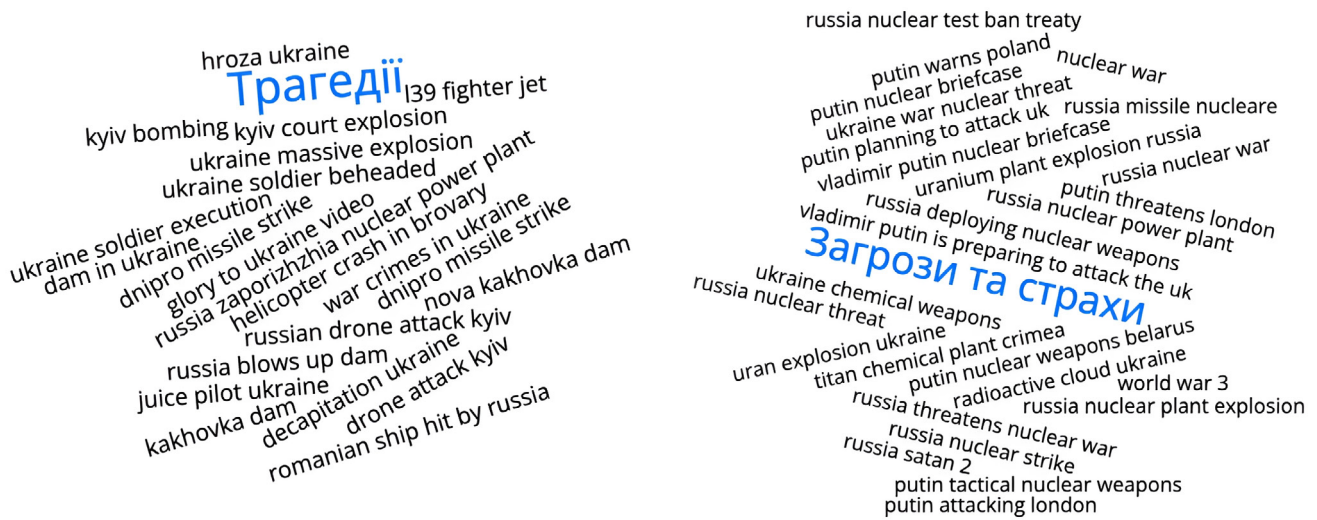 hroza ukraine
Трагедії
l39 fighter jet
kyiv bombing
kyiv court explosion
ukraine massive explosion
ukraine soldier beheaded
ukraine soldier execution
dam in ukraine
dnipro missile strike
glory to ukraine video
russia zaporizhzhia nuclear power plant
helicopter crash in brovary
war crimes in ukraine
dnipro missile strike
nova kakhovka dam
russian drone attack kyiv
russia blows up dam
juice pilot ukraine
kakhovka dam
decapitation ukraine
drone attack kyiv
romanian ship hit by russia
russia nuclear test ban treaty
putin warns poland
nuclear war
putin nuclear briefcase
ukraine war nuclear threat
russia missile nucleare
putin planning to attack uk
vladimir putin nuclear briefcase
uranium plant explosion russia
russia nuclear war
putin threatens london
russia nuclear power plant
russia deploying nuclear weapons
vladimir putin is preparing to attack the uk
Загрози та страхи
ukraine chemical weapons
russia nuclear threat
uran explosion ukraine
titan chemical plant crimea
putin nuclear weapons belarus
radioactive cloud ukraine
world war 3
russia nuclear plant explosion
russia threatens nuclear war
russia nuclear strike
russia satan 2
putin tactical nuclear weapons
putin attacking london